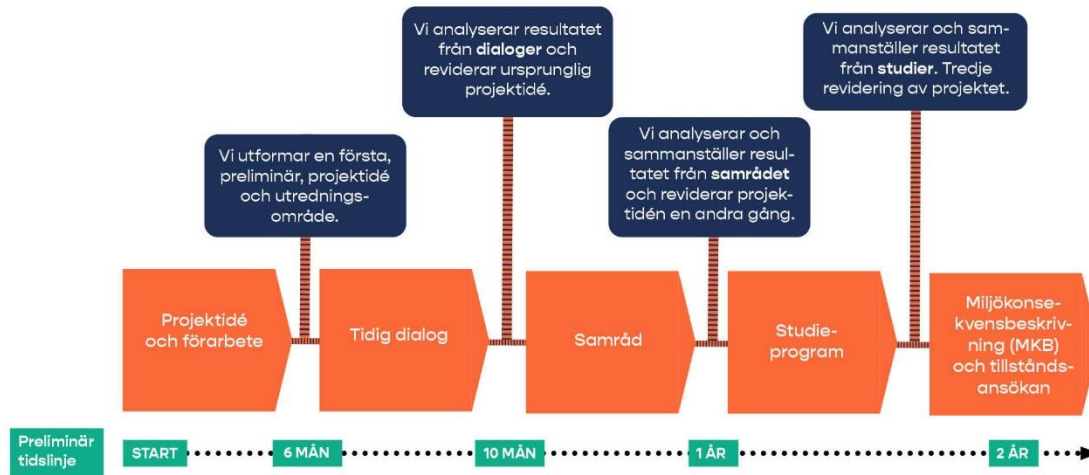 Vi analyserar resultatet
från dialoger och
reviderar ursprunglig
projektidé.
Vi analyserar och sam-
manställer resultatet
från studier. Tredje
revidering av projektet.
Vi utformar en första,
preliminär, projektidé
och utrednings-
område.
Vi analyserar och
sammanställer resul-
tatet från samrådet
och reviderar projek-
tidén en andra gång.
Projektidé
och förarbete
Tidig dialog
Samråd
Studie-
program
Miljökonse-
kvensbeskriv-
ning (MKB)
och tillstånds-
ansökan
Preliminär
tidslinje
START
6 MÅN
10 MÅN
1 ÅR
2 ÅR